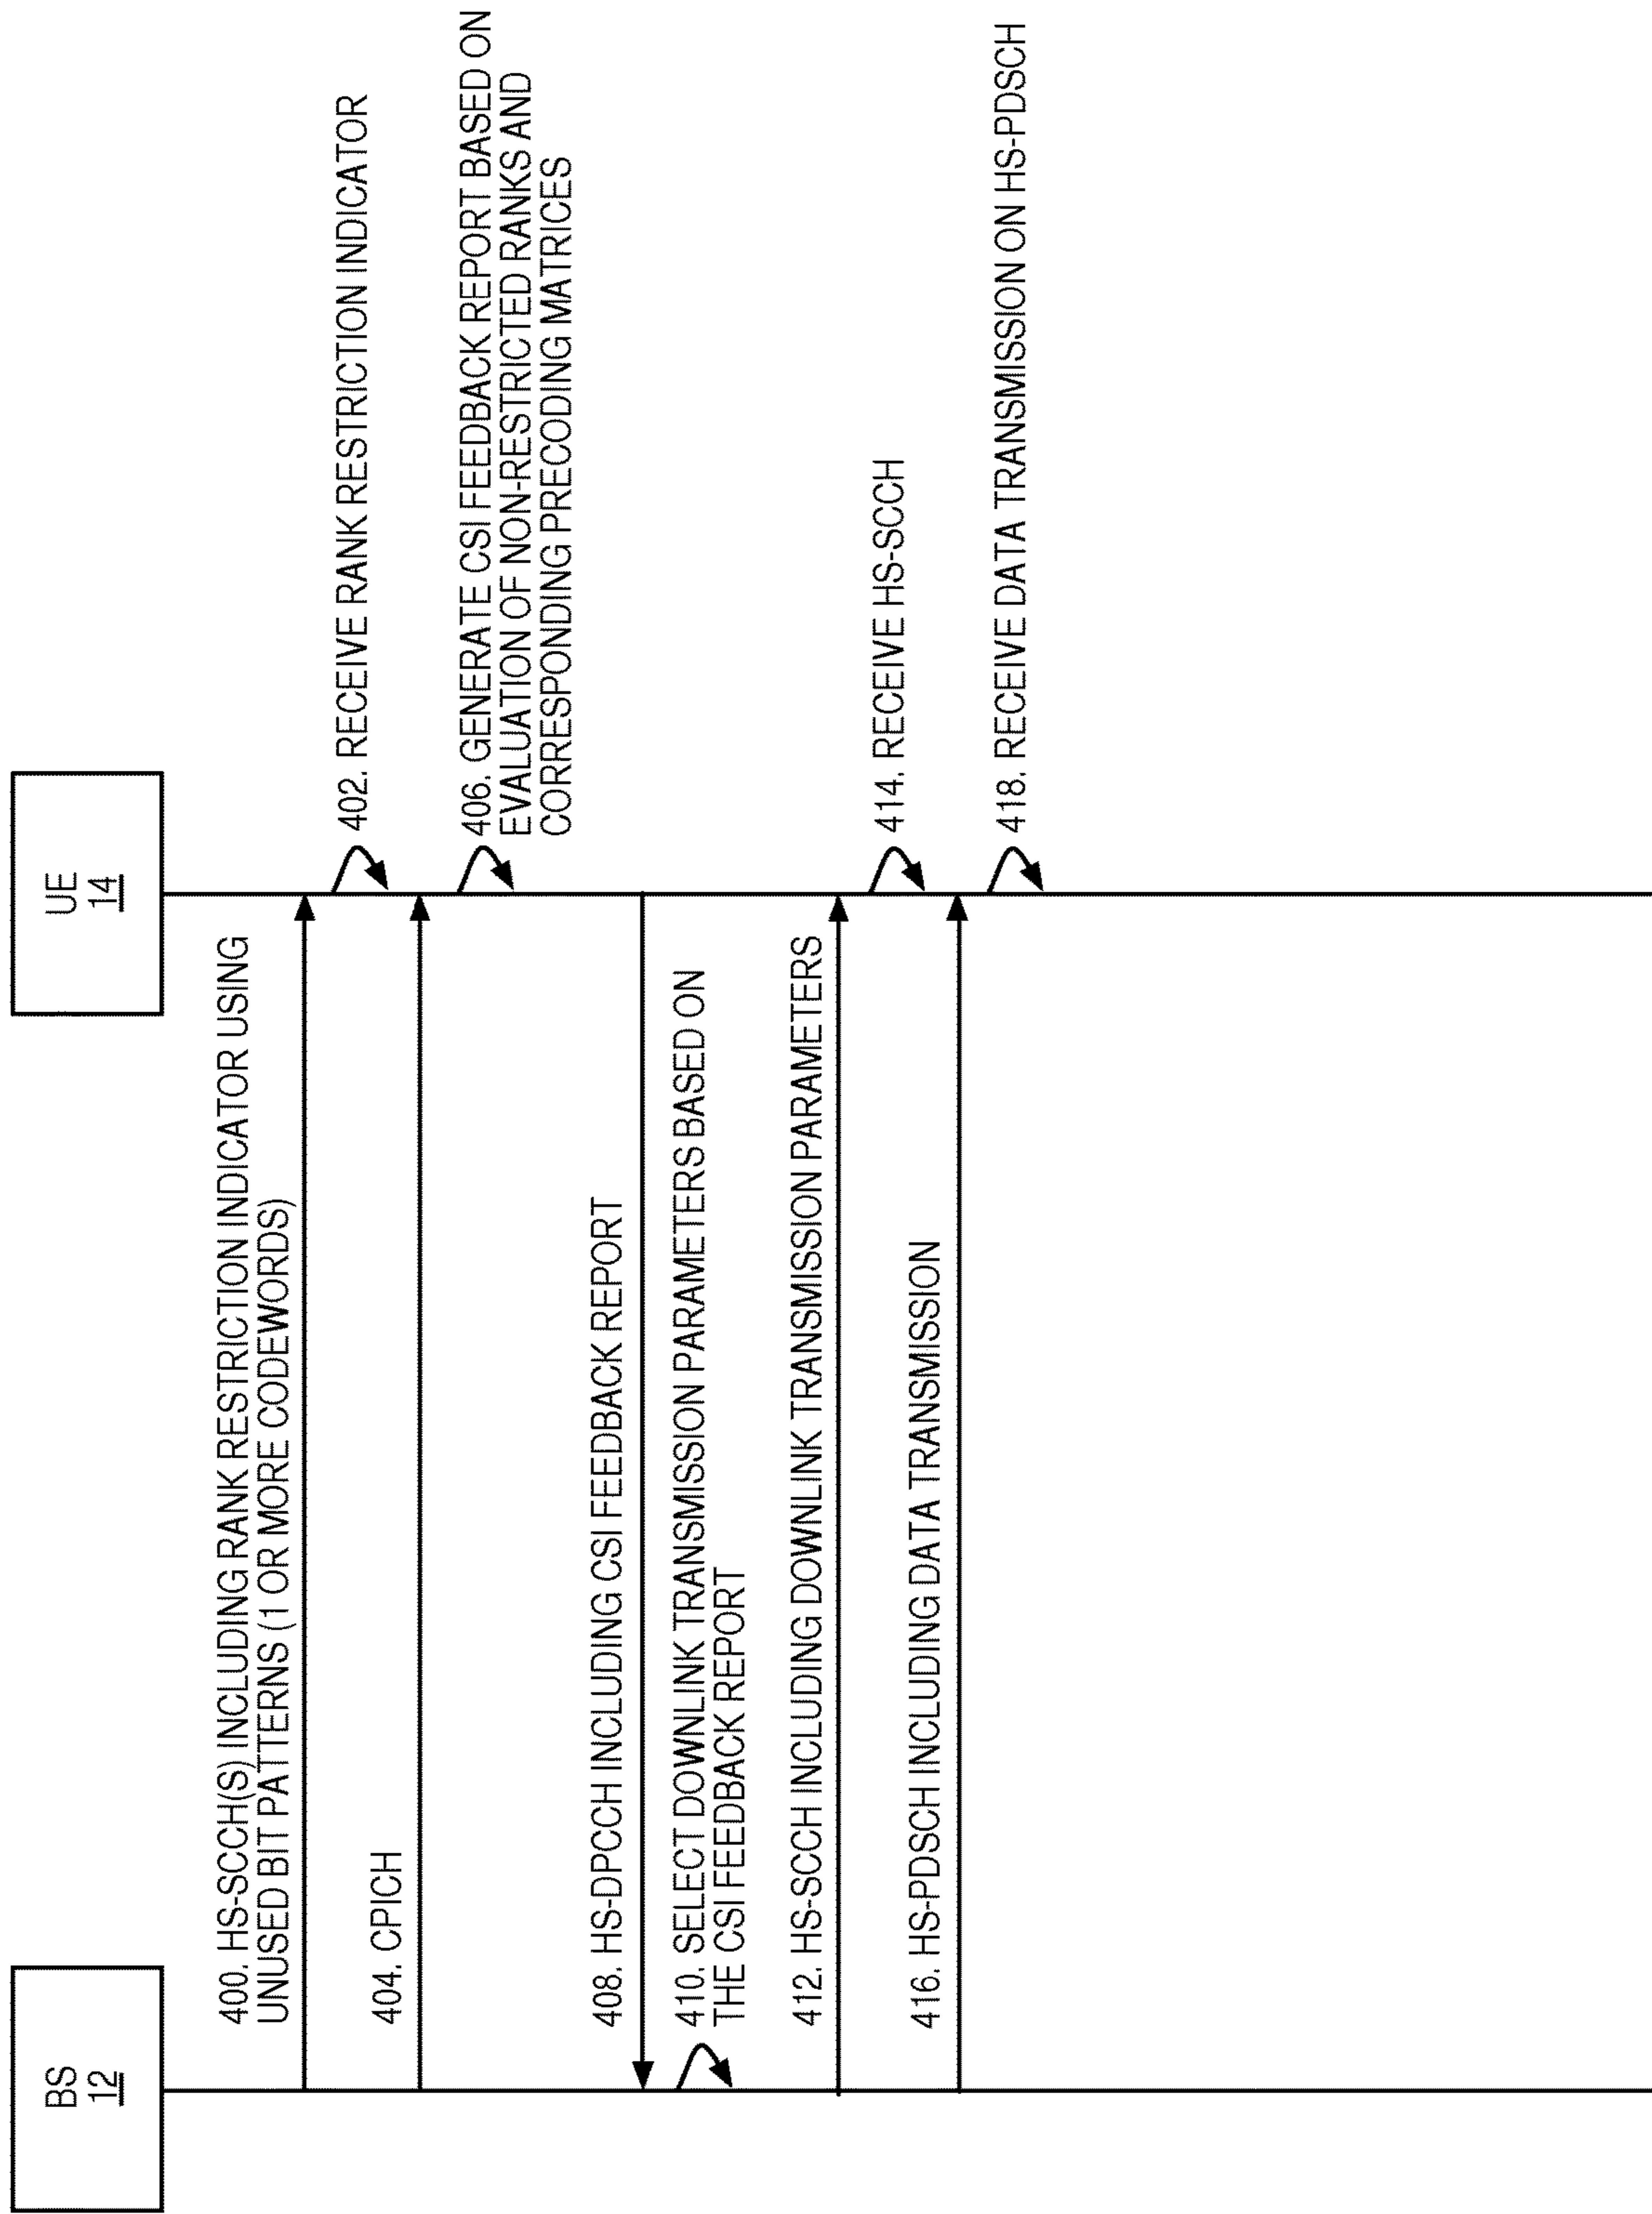 BS
12
UE
14
400. HS-SCCH(S) INCLUDING RANK RESTRICTION INDICATOR USING
UNUSED BIT PATTERNS (1 OR MORE CODEWORDS)
402. RECEIVE RANK RESTRICTION INDICATOR
404. CPICH
406. GENERATE CSI FEEDBACK REPORT BASED ON
EVALUATION OF NON-RESTRICTED RANKS AND
CORRESPONDING PRECODING MATRICES
408. HS-DPCCH INCLUDING CSI FEEDBACK REPORT
410. SELECT DOWNLINK TRANSMISSION PARAMETERS BASED ON
THE CSI FEEDBACK REPORT
412. HS-SCCH INCLUDING DOWNLINK TRANSMISSION PARAMETERS
414. RECEIVE HS-SCCH
416. HS-PDSCH INCLUDING DATA TRANSMISSION
418. RECEIVE DATA TRANSMISSION ON HS-PDSCH